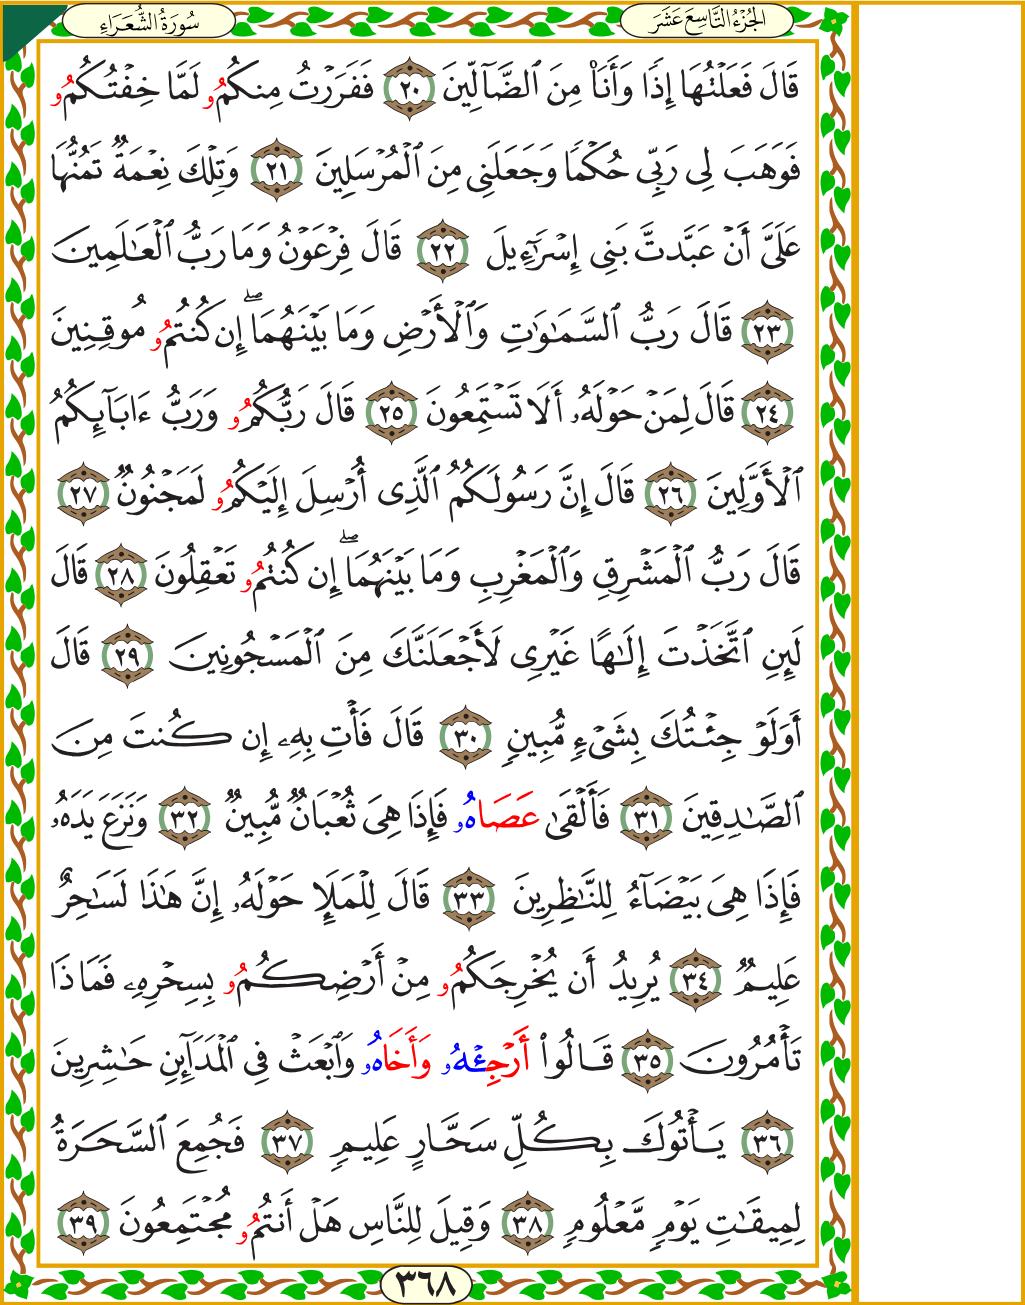 سُورَةُ الشُّعَرَاءِ
الجُزْءُ التَّاسِعَ عَشَرَ
قَالَ فَعَلْتُهَا إِذًا وَأَنَا۠ مِنَ ٱلضَّآلِّينَ ٢٠ فَفَرَرْتُ مِنكُمُۥ لَمَّا خِفْتُكُمُۥ
فَوَهَبَ لِى رَبِّى حُكْمًا وَجَعَلَنِى مِنَ ٱلْمُرْسَلِينَ ٢١ وَتِلْكَ نِعْمَةٌ تَمُنُّهَا
عَلَىَّ أَنْ عَبَّدتَّ بَنِى إِسْرَٰٓءِيلَ ٢٢ قَالَ فِرْعَوْنُ وَمَا رَبُّ ٱلْعَـٰلَمِينَ
٢٣ قَالَ رَبُّ ٱلسَّمَـٰوَٰتِ وَٱلْأَرْضِ وَمَا بَيْنَهُمَا ۖ إِن كُنتُمُۥ مُوقِنِينَ
٢٤ قَالَ لِمَنْ حَوْلَهُۥ أَلَا تَسْتَمِعُونَ ٢٥ قَالَ رَبُّكُمُۥ وَرَبُّ ءَابَآئِكُمُ
ٱلْأَوَّلِينَ ٢٦ قَالَ إِنَّ رَسُولَكُمُ ٱلَّذِى أُرْسِلَ إِلَيْكُمُۥ لَمَجْنُونٌ ٢٧
قَالَ رَبُّ ٱلْمَشْرِقِ وَٱلْمَغْرِبِ وَمَا بَيْنَهُمَا ۖ إِن كُنتُمُۥ تَعْقِلُونَ ٢٨ قَالَ
لَئِنِ ٱتَّخَذْتَ إِلَـٰهًا غَيْرِى لَأَجْعَلَنَّكَ مِنَ ٱلْمَسْجُونِينَ ٢٩ قَالَ
أَوَلَوْ جِئْتُكَ بِشَىْءٍ مُّبِينٍ ٣٠ قَالَ فَأْتِ بِهِۦ إِن كُنتَ مِنَ
ٱلصَّـٰدِقِينَ ٣١ فَأَلْقَىٰ عَصَاهُۥ فَإِذَا هِىَ ثُعْبَانٌ مُّبِينٌ ٣٢ وَنَزَعَ يَدَهُۥ
فَإِذَا هِىَ بَيْضَآءُ لِلنَّـٰظِرِينَ ٣٣ قَالَ لِلْمَلَإِ حَوْلَهُۥ إِنَّ هَـٰذَا لَسَـٰحِرٌ
عَلِيمٌ ٣٤ يُرِيدُ أَن يُخْرِجَكُمُۥ مِنْ أَرْضِكُمُۥ بِسِحْرِهِۦ فَمَاذَا
تَأْمُرُونَ ٣٥ قَالُوا۟ أَرْجِئْهُۥ وَأَخَاهُۥ وَٱبْعَثْ فِى ٱلْمَدَآئِنِ حَـٰشِرِينَ
٣٦ يَأْتُوكَ بِكُلِّ سَحَّارٍ عَلِيمٍ ٣٧ فَجُمِعَ ٱلسَّحَرَةُ
لِمِيقَـٰتِ يَوْمٍ مَّعْلُومٍ ٣٨ وَقِيلَ لِلنَّاسِ هَلْ أَنتُمُۥ مُجْتَمِعُونَ ٣٩
٣٦٨